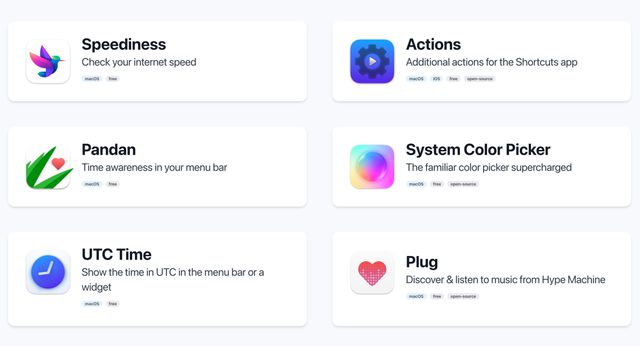 Speediness
Check your internet speed
macOS free
Actions
Additional actions for the Shortcuts app
macOS iOS free open-source
Pandan
Time awareness in your menu bar
macOS free
System Color Picker
The familiar color picker supercharged
macOS free open-source
UTC Time
Show the time in UTC in the menu bar or a
widget
macOS free
Plug
Discover & listen to music from Hype Machine
macOS free open-source